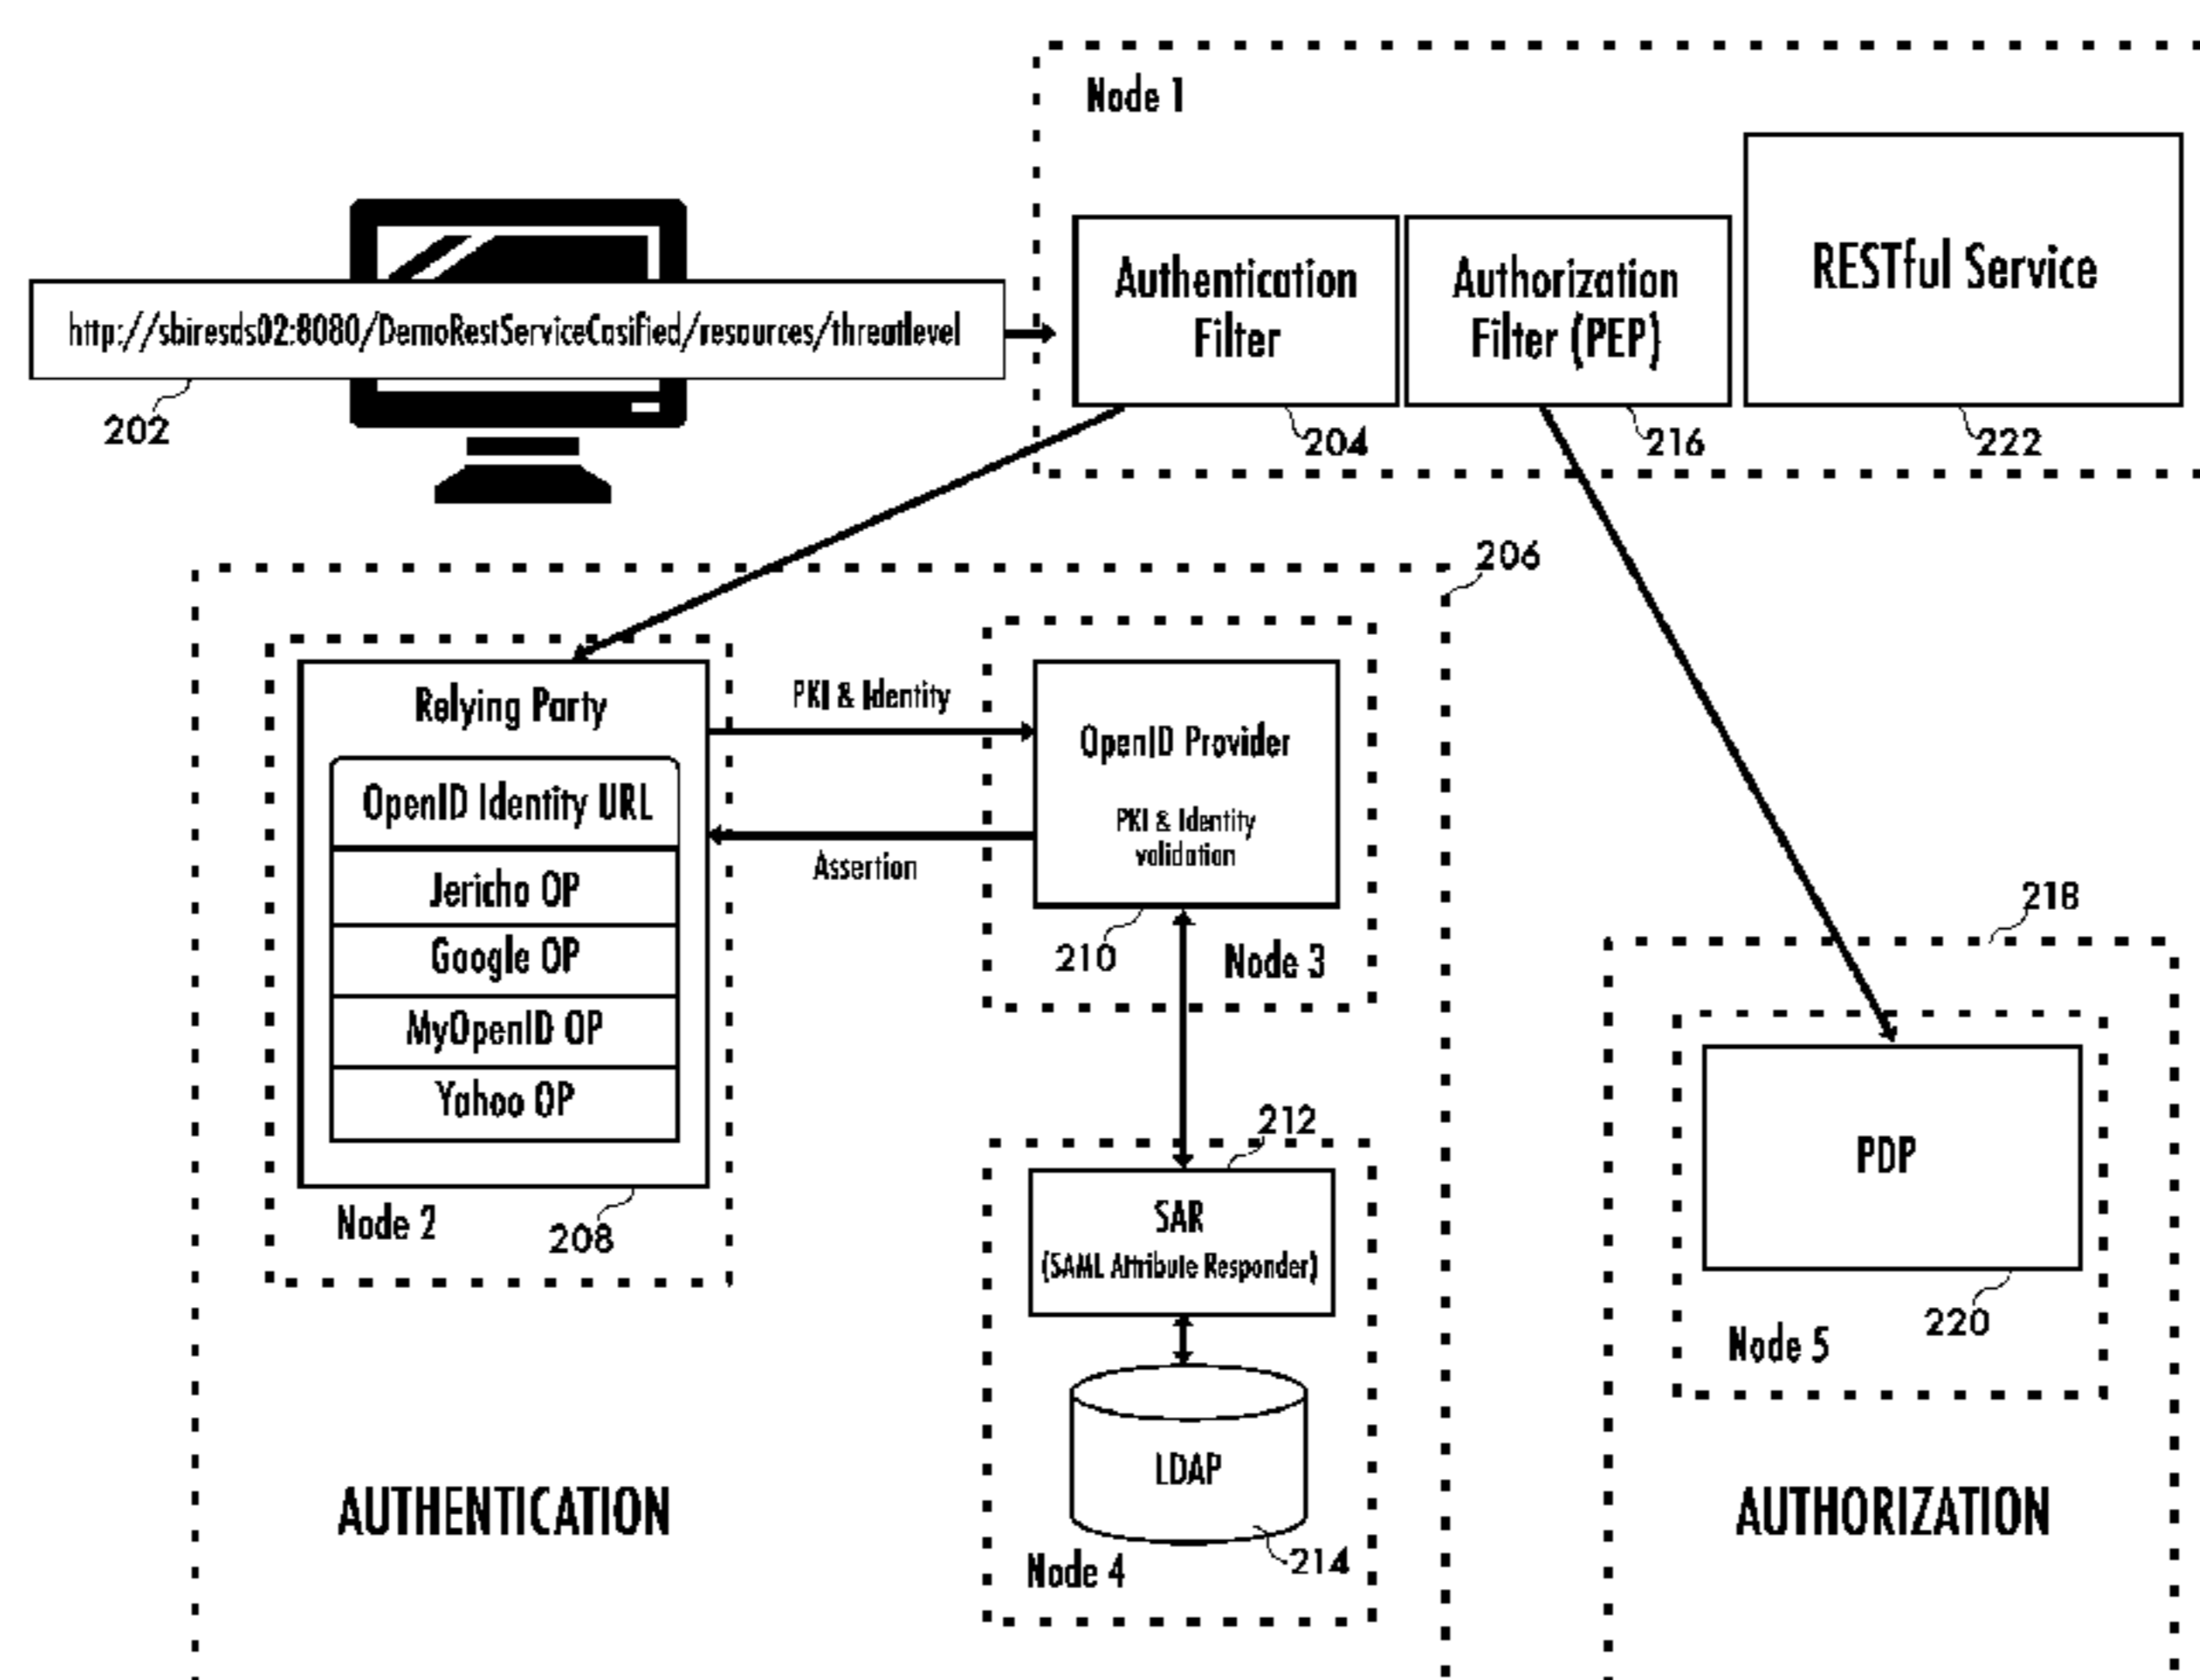 Node 1
RESTful Service
Authentication
Filter
Authorization
Filter (PEP)
http://sbiresds02:8080/DemoRestServiceCasified/resources/threatlevel
202
204
216
222
206
Relying Party
PKI & Identity
OpenID Provider
OpenID Identity URL
PKI & Identity
validation
Assertion
Jericho OP
Google OP
MyOpenID OP
Yahoo OP
210
Node 3
218
212
Node 2
208
SAR
(SAML Attribute Responder)
PDP
220
Node 5
LDAP
214
Node 4
AUTHENTICATION
AUTHORIZATION